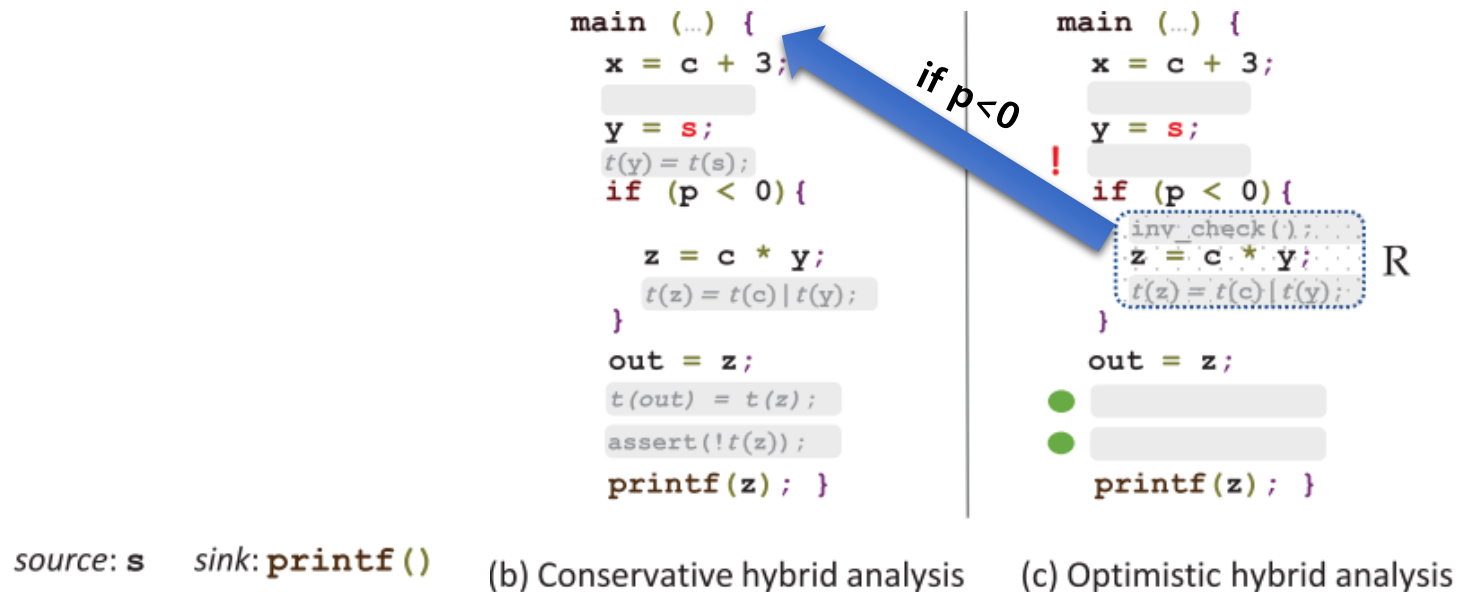 main (…) {
x = c + 3;
y = s;
t(y) = t(s);
if (p < 0){
z = c * y;
t(z) = t(c)|t(y);
}
out = z;
t(out) = t(z);
assert(!t(z));
printf(z); }
(b) Conservative hybrid analysis
if p<0
main (…) {
x = c + 3;
y = s;
!
if (p < 0){
inv_check();
z = c * y;
t(z) = t(c)|t(y);
R
}
out = z;
printf(z); }
(c) Optimistic hybrid analysis
source: s sink: printf()